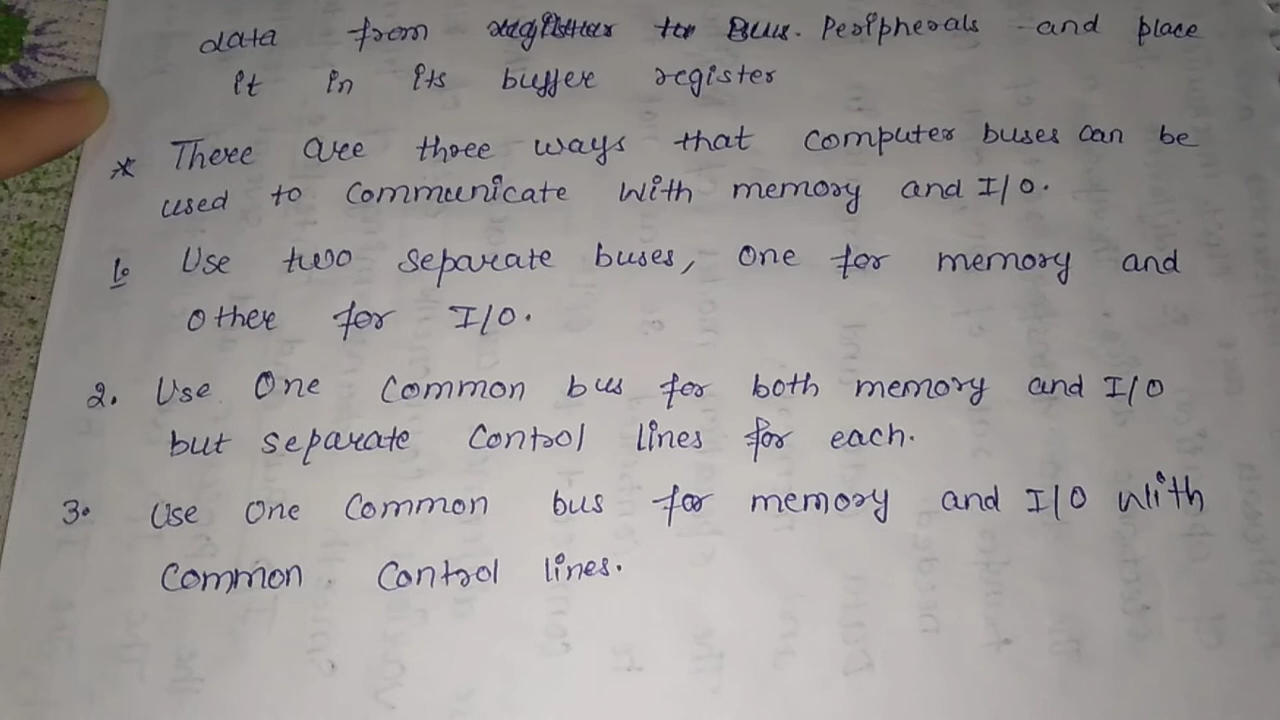 data from register to Bus. Peripherals and place
it in its buffer register
* There are three ways that computer buses can be
used to communicate with memory and I/O.
1. Use two separate buses, one for memory and
other for I/O.
2. Use One Common bus for both memory and I/O
but separate Control lines for each.
3. Use one Common bus for memory and I/O with
Common Control lines.